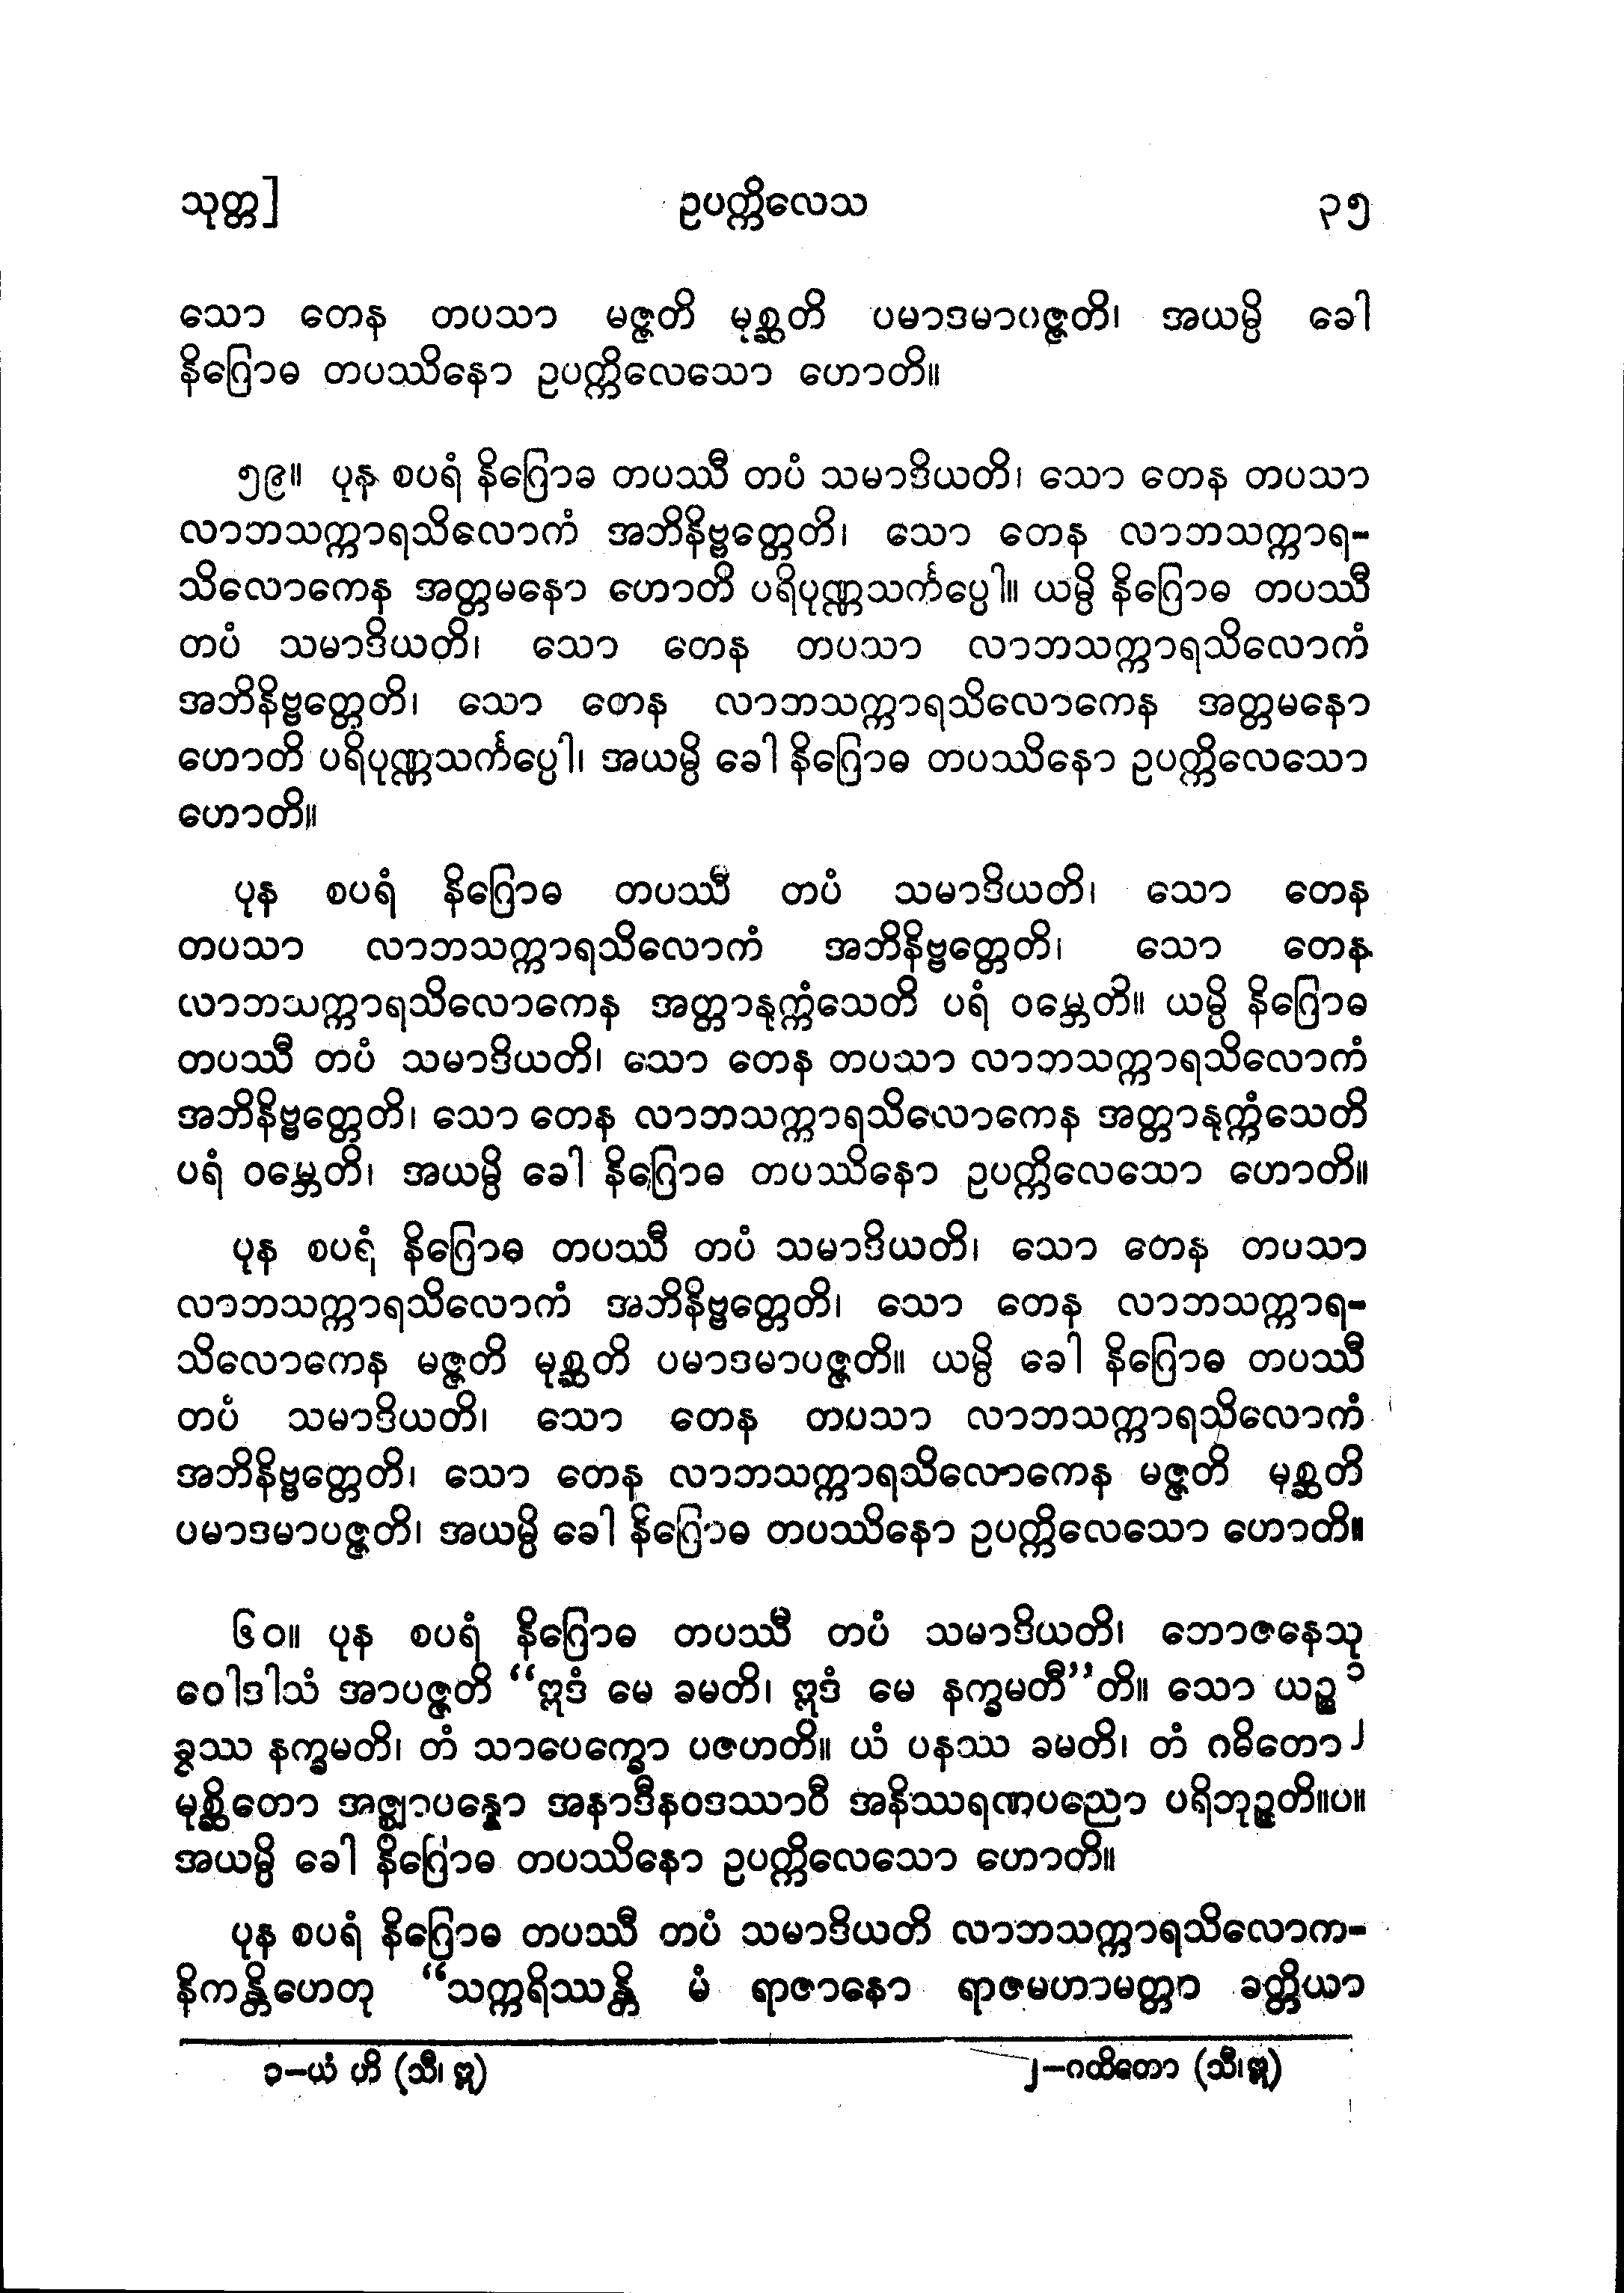 သုတ္တ] ဥပက္ကိလေသ ၃၅
သော တေန တပသာ မဇ္ဇတိ မုစ္ဆတိ ပမာဒမာပဇ္ဇတိ၊ အယမ္ပိ ခေါ
နိဂြောဓ တပဿိနော ဥပက္ကိလေသော ဟောတိ။
၅၉။ ပုန စပရံ နိဂြောဓ တပဿီ တပံ သမာဒိယတိ၊ သော တေန တပသာ
လာဘသက္ကာရသိလောကံ အဘိနိဗ္ဗတ္တေတိ၊ သော တေန လာဘသက္ကာရ-
သိလောကေန အတ္တမနော ဟောတိ ပရိပုဏ္ဏသင်္ကပ္ပေါ။ ယမ္ပိ နိဂြောဓ တပဿီ
တပံ သမာဒိယတိ၊ သော တေန တပသာ လာဘသက္ကာရသိလောကံ
အဘိနိဗ္ဗတ္တေတိ၊ သော တေန လာဘသက္ကာရသိလောကေန အတ္တမနော
ဟောတိ ပရိပုဏ္ဏသင်္ကပ္ပေါ၊ အယမ္ပိ ခေါ နိဂြောဓ တပဿိနော ဥပက္ကိလေသော
ဟောတိ။
ပုန စပရံ နိဂြောဓ တပဿီ တပံ သမာဒိယတိ၊ သော တေန
တပသာ လာဘသက္ကာရသိလောကံ အဘိနိဗ္ဗတ္တေတိ၊ သော တေန
လာဘသက္ကာရသိလောကေန အတ္တာနုက္ကံသေတိ ပရံ ဝမ္ဘေတိ။ ယမ္ပိ နိဂြောဓ
တပဿီ တပံ သမာဒိယတိ၊ သော တေန တပသာ လာဘသက္ကာရသိလောကံ
အဘိနိဗ္ဗတ္တေတိ၊ သော တေန လာဘသက္ကာရသိလောကေန အတ္တာနုက္ကံသေတိ
ပရံ ဝမ္ဘေတိ၊ အယမ္ပိ ခေါ နိဂြောဓ တပဿိနော ဥပက္ကိလေသော ဟောတိ။
ပုန စပရံ နိဂြောဓ တပဿီ တပံ သမာဒိယတိ၊ သော တေန တပသာ
လာဘသက္ကာရသိလောကံ အဘိနိဗ္ဗတ္တေတိ၊ သော တေန လာဘသက္ကာရ-
သိလောကေန မဇ္ဇတိ မုစ္ဆတိ ပမာဒမာပဇ္ဇတိ။ ယမ္ပိ ခေါ နိဂြောဓ တပဿီ
တပံ သမာဒိယတိ၊ သော တေန တပသာ လာဘသက္ကာရသိလောကံ
အဘိနိဗ္ဗတ္တေတိ၊ သော တေန လာဘသက္ကာရသိလောကေန မဇ္ဇတိ မုစ္ဆတိ
ပမာဒမာပဇ္ဇတိ၊ အယမ္ပိ ခေါ နိဂြောဓ တပဿိနော ဥပက္ကိလေသော ဟောတိ။
၆၀။ ပုန စပရံ နိဂြောဓ တပဿီ တပံ သမာဒိယတိ၊ ဘောဇနေသု
ဝေါဒါသံ အာပဇ္ဇတိ “ဣဒံ မေ ခမတိ၊ ဣဒံ မေ နက္ခမတီ”တိ။ သော ယဉ္စ ၁
ခွဿ နက္ခမတိ၊ တံ သာပေက္ခော ပဇဟတိ။ ယံ ပနဿ ခမတိ၊ တံ ဂဓိတော ၂
မုစ္ဆိတော အဇ္ဈာပန္နော အနာဒီနဝဒဿာဝီ အနိဿရဏပညော ပရိဘုဉ္ဇတိ။ပ။
အယမ္ပိ ခေါ နိဂြောဓ တပဿိနော ဥပက္ကိလေသော ဟောတိ။
ပုန စပရံ နိဂြောဓ တပဿီ တပံ သမာဒိယတိ လာဘသက္ကာရသိလောက-
နိကန္တိဟေတု “သက္ကရိဿန္တိ မံ ရာဇာနော ရာဇမဟာမတ္တာ ခတ္တိယာ
၁-ယံ ဟိ (သီ၊ ဣ) ၂-ဂထိတော (သီ၊ဣ)